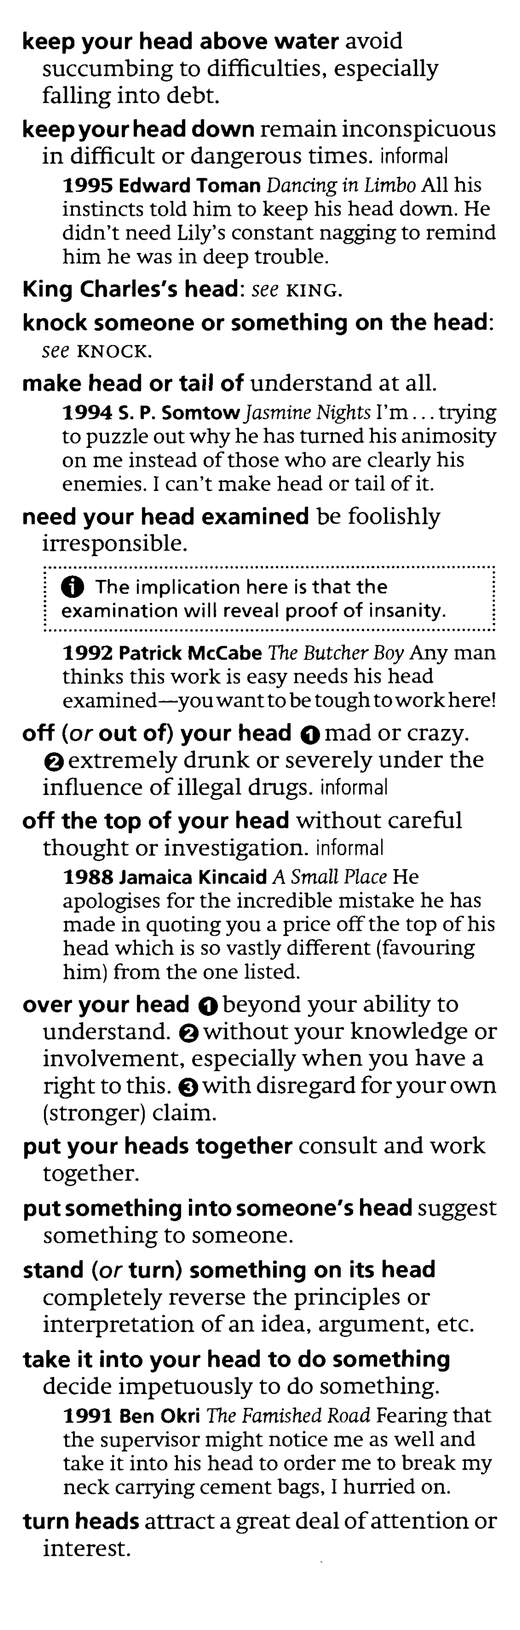 keep your head above water avoid
succumbing to difficulties, especially
falling into debt.
keep your head down remain inconspicuous
in difficult or dangerous times. informal
1995 Edward Toman Dancing in Limbo All his
instincts told him to keep his head down. He
didn't need Lily's constant nagging to remind
him he was in deep trouble.
King Charles's head: see KING.
knock someone or something on the head:
see KNOCK.
make head or tail of understand at all.
1994 S. P. Somtow Jasmine Nights I'm ... trying
to puzzle out why he has turned his animosity
on me instead of those who are clearly his
enemies. I can't make head or tail of it.
need your head examined be foolishly
irresponsible.
i The implication here is that the
examination will reveal proof of insanity.
1992 Patrick McCabe The Butcher Boy Any man
thinks this work is easy needs his head
examined—you want to be tough to work here!
off (or out of) your head ❶ mad or crazy.
❷ extremely drunk or severely under the
influence of illegal drugs. informal
off the top of your head without careful
thought or investigation. informal
1988 Jamaica Kincaid A Small Place He
apologises for the incredible mistake he has
made in quoting you a price off the top of his
head which is so vastly different (favouring
him) from the one listed.
over your head ❶ beyond your ability to
understand. ❷ without your knowledge or
involvement, especially when you have a
right to this. ❸ with disregard for your own
(stronger) claim.
put your heads together consult and work
together.
put something into someone's head suggest
something to someone.
stand (or turn) something on its head
completely reverse the principles or
interpretation of an idea, argument, etc.
take it into your head to do something
decide impetuously to do something.
1991 Ben Okri The Famished Road Fearing that
the supervisor might notice me as well and
take it into his head to order me to break my
neck carrying cement bags, I hurried on.
turn heads attract a great deal of attention or
interest.